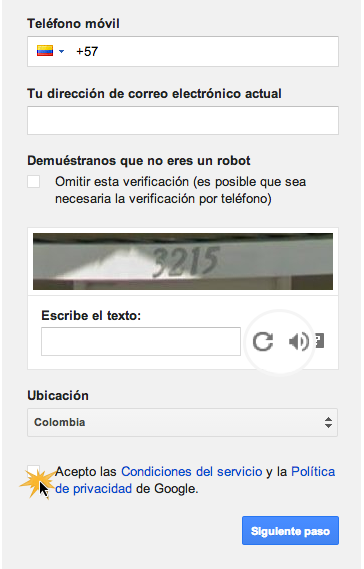 Teléfono móvil
+57
Tu dirección de correo electrónico actual
Demuéstranos que no eres un robot
Omitir esta verificación (es posible que sea
necesaria la verificación por teléfono)
3215
Escribe el texto:
Ubicación
Colombia
Acepto las Condiciones del servicio y la Política
de privacidad de Google.
Siguiente paso